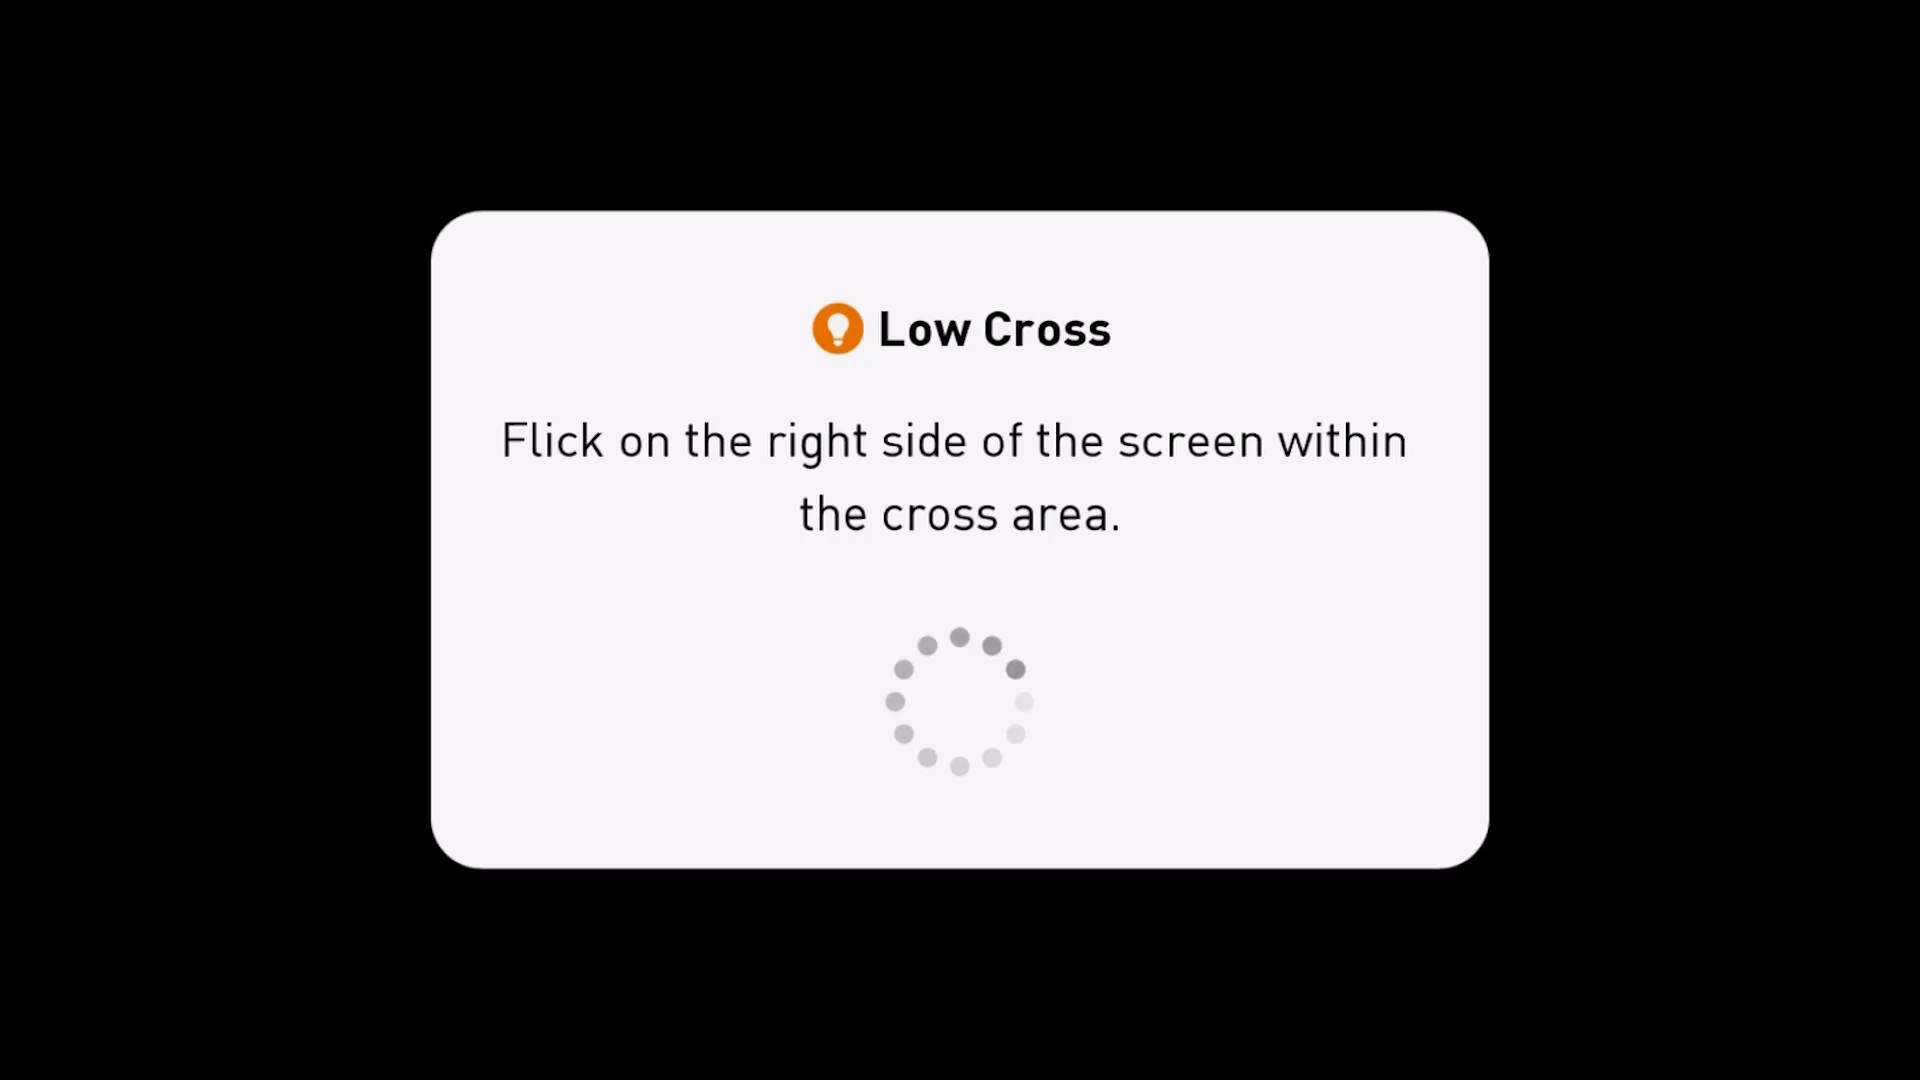 Low Cross
Flick on the right side of the screen within
the cross area.